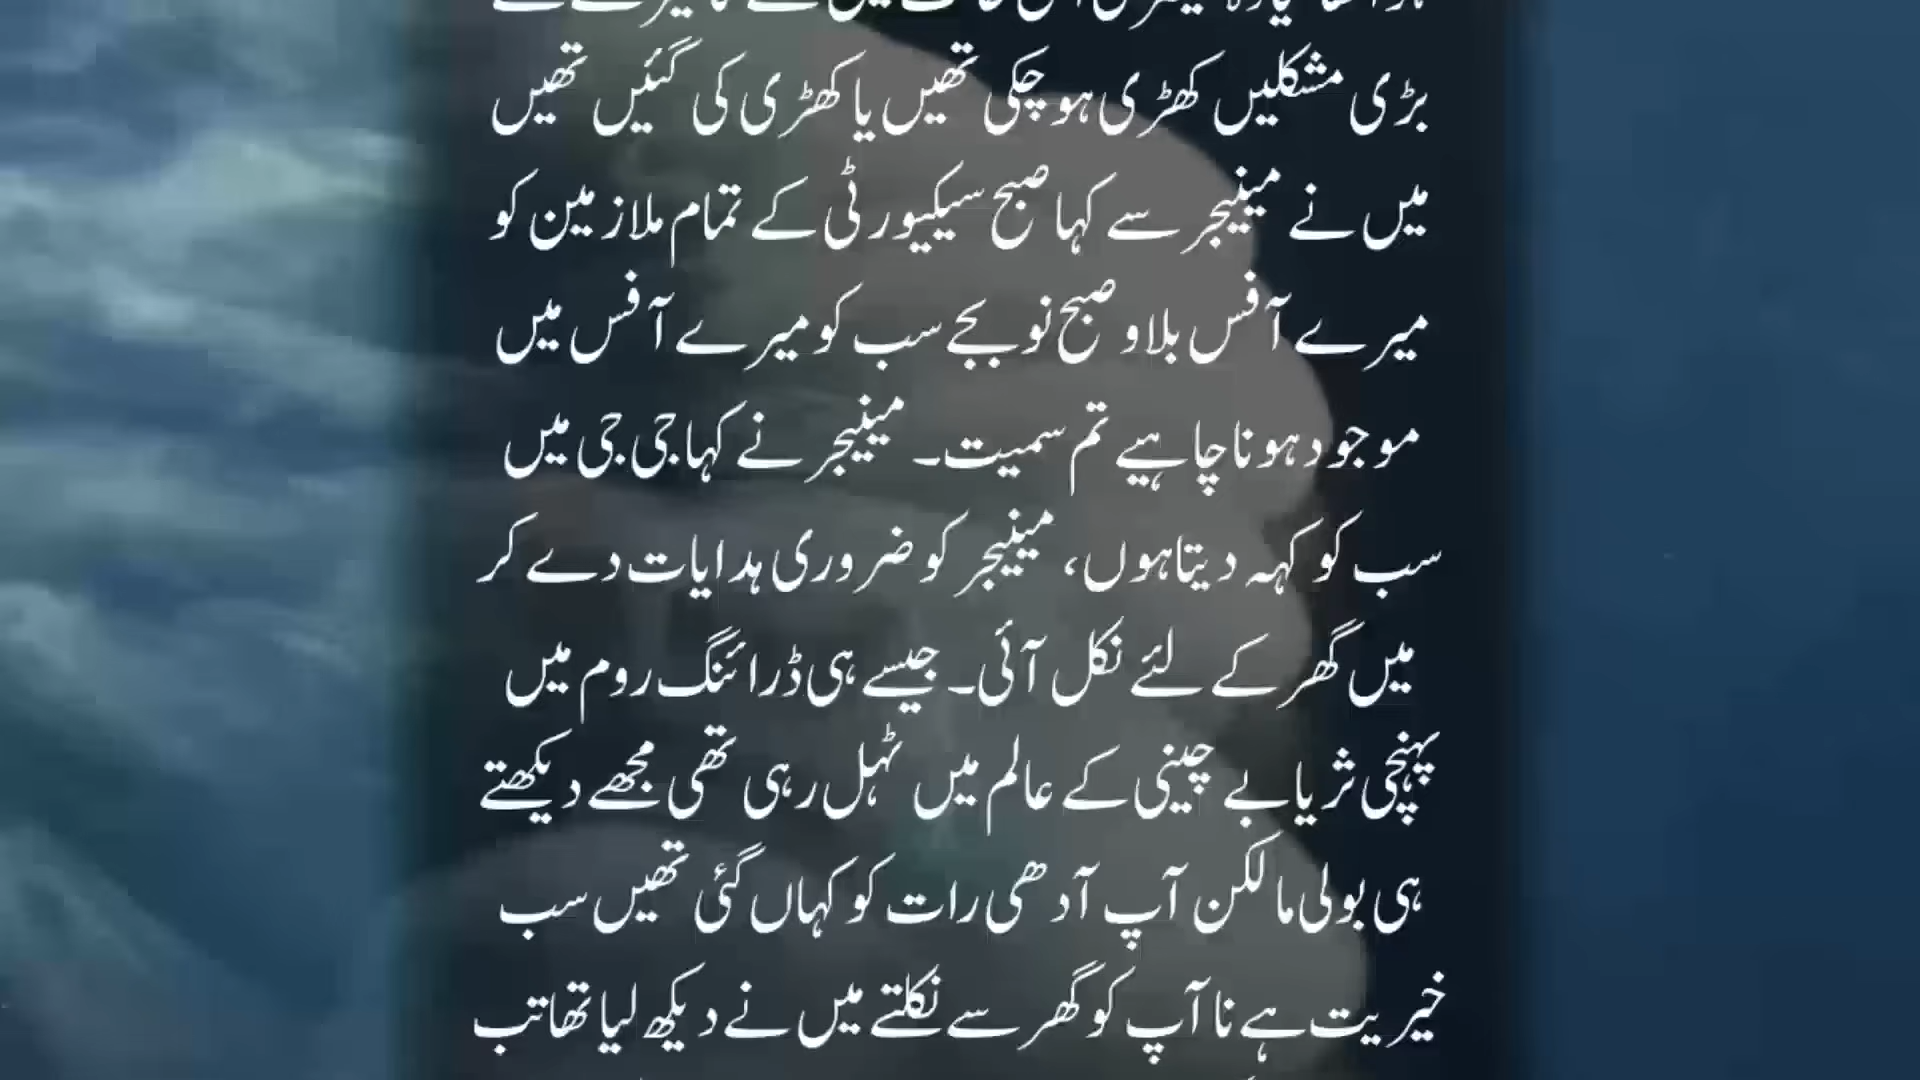 بڑی مشکلیں کھڑی ہو چکی تھیں یا کھڑی کی گئیں تھیں
میں نے مینیجر سے کہا صبح سیکیورٹی کے تمام ملازمین کو
میرے آفس بلاو صبح نو بجے سب کو میرے آفس میں
موجود ہونا چاہیے تم سمیت۔ مینیجر نے کہا جی جی میں
سب کو کہہ دیتا ہوں، مینیجر کو ضروری ہدایات دے کر
میں گھر کے لئے نکل آئی۔ جیسے ہی ڈرائنگ روم میں
پہنچی ثریا بے چینی کے عالم میں ٹہل رہی تھی مجھے دیکھتے
ہی بولی مالکن آپ آدھی رات کو کہاں گئی تھیں سب
خیریت ہے نا آپ کو گھر سے نکلتے میں نے دیکھ لیا تھا تب